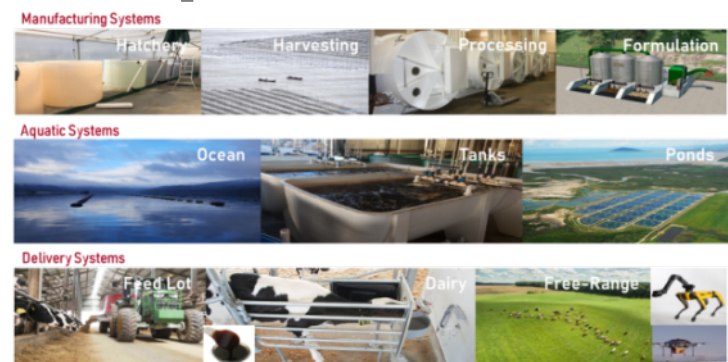 Manufacturing Systems
Hatchery Harvesting Processing Formulation
Aquatic Systems
Ocean Tanks Ponds
Delivery Systems
Feed Lot Dairy Free-Range